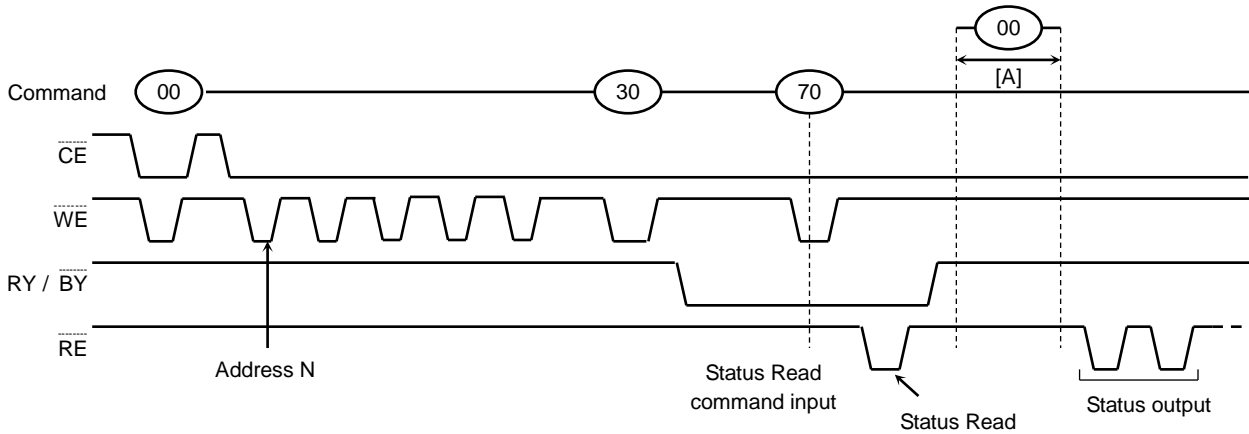 00
[A]
Command 00 30 70
CE
WE
RY / BY
RE
Address N
Status Read
command input
Status Read
Status output